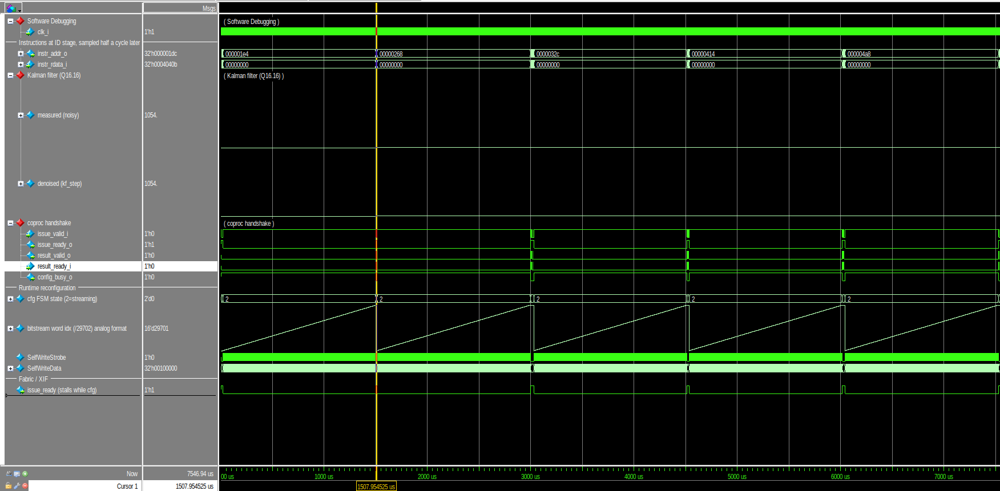 Msgs
Software Debugging
( Software Debugging )
clk_i 1'h1
Instructions at ID stage, sampled half a cycle later
instr_addr_o 32'h000001dc 000001e4 00000268 0000032c 00000414 000004a8
instr_rdata_i 32'h0004040b 00000000 00000000 00000000 00000000 00000000
Kalman filter (Q16.16) ( Kalman filter (Q16.16) )
measured (noisy) 1054.
denoised (kf_step) 1054.
coproc handshake ( coproc handshake )
issue_valid_i 1'h0
issue_ready_o 1'h1
result_valid_o 1'h0
result_ready_i 1'h0
config_busy_o 1'h0
Runtime reconfiguration
cfg FSM state (2=streaming) 2'd0 2 2 2 2 2
bitstream word idx (/29702) analog format 16'd29701
SelfWriteStrobe 1'h0
SelfWriteData 32'h00100000
Fabric / XIF
issue_ready (stalls while cfg) 1'h1
Now 7546.94 us 00 us 1000 us 2000 us 3000 us 4000 us 5000 us 6000 us 7000 us
Cursor 1 1507.954525 us 1507.954525 us